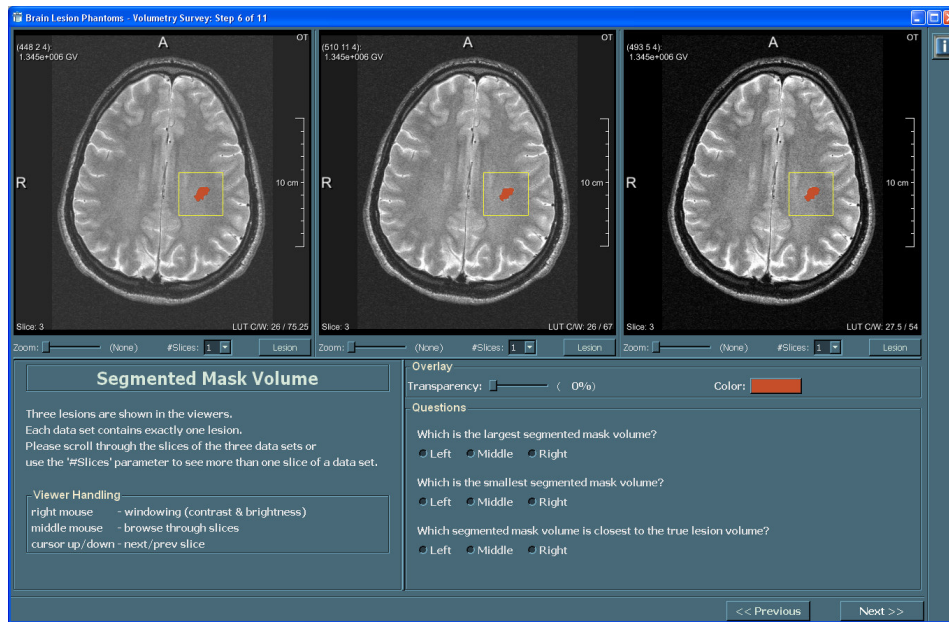 Brain Lesion Phantoms - Volumetry Survey: Step 6 of 11
(448 2 4):
1.345e+006 GV
A
OT
R
10 cm
Slice: 3
LUT C/W: 26 / 75.25
(510 11 4):
1.345e+006 GV
A
OT
R
10 cm
Slice: 3
LUT C/W: 26 / 67
(493 5 4):
1.345e+006 GV
A
OT
R
10 cm
Slice: 3
LUT C/W: 27.5 / 54
Zoom: (None) #Slices: 1 Lesion
Zoom: (None) #Slices: 1 Lesion
Zoom: (None) #Slices: 1 Lesion
Segmented Mask Volume
Three lesions are shown in the viewers.
Each data set contains exactly one lesion.
Please scroll through the slices of the three data sets or
use the '#Slices' parameter to see more than one slice of a data set.
Viewer Handling
right mouse - windowing (contrast & brightness)
middle mouse - browse through slices
cursor up/down - next/prev slice
Overlay
Transparency: ( 0%) Color:
Questions
Which is the largest segmented mask volume?
Left Middle Right
Which is the smallest segmented mask volume?
Left Middle Right
Which segmented mask volume is closest to the true lesion volume?
Left Middle Right
<< Previous Next >>